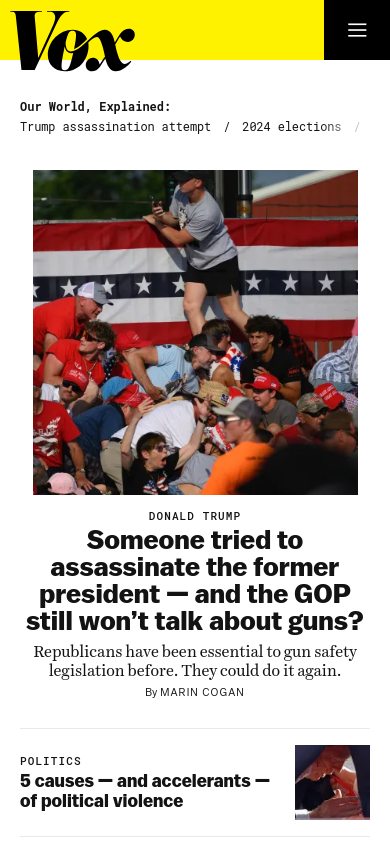 Vox
Our World, Explained:
Trump assassination attempt / 2024 elections /
DONALD TRUMP
Someone tried to
assassinate the former
president — and the GOP
still won’t talk about guns?
Republicans have been essential to gun safety
legislation before. They could do it again.
By MARIN COGAN
POLITICS
5 causes — and accelerants —
of political violence